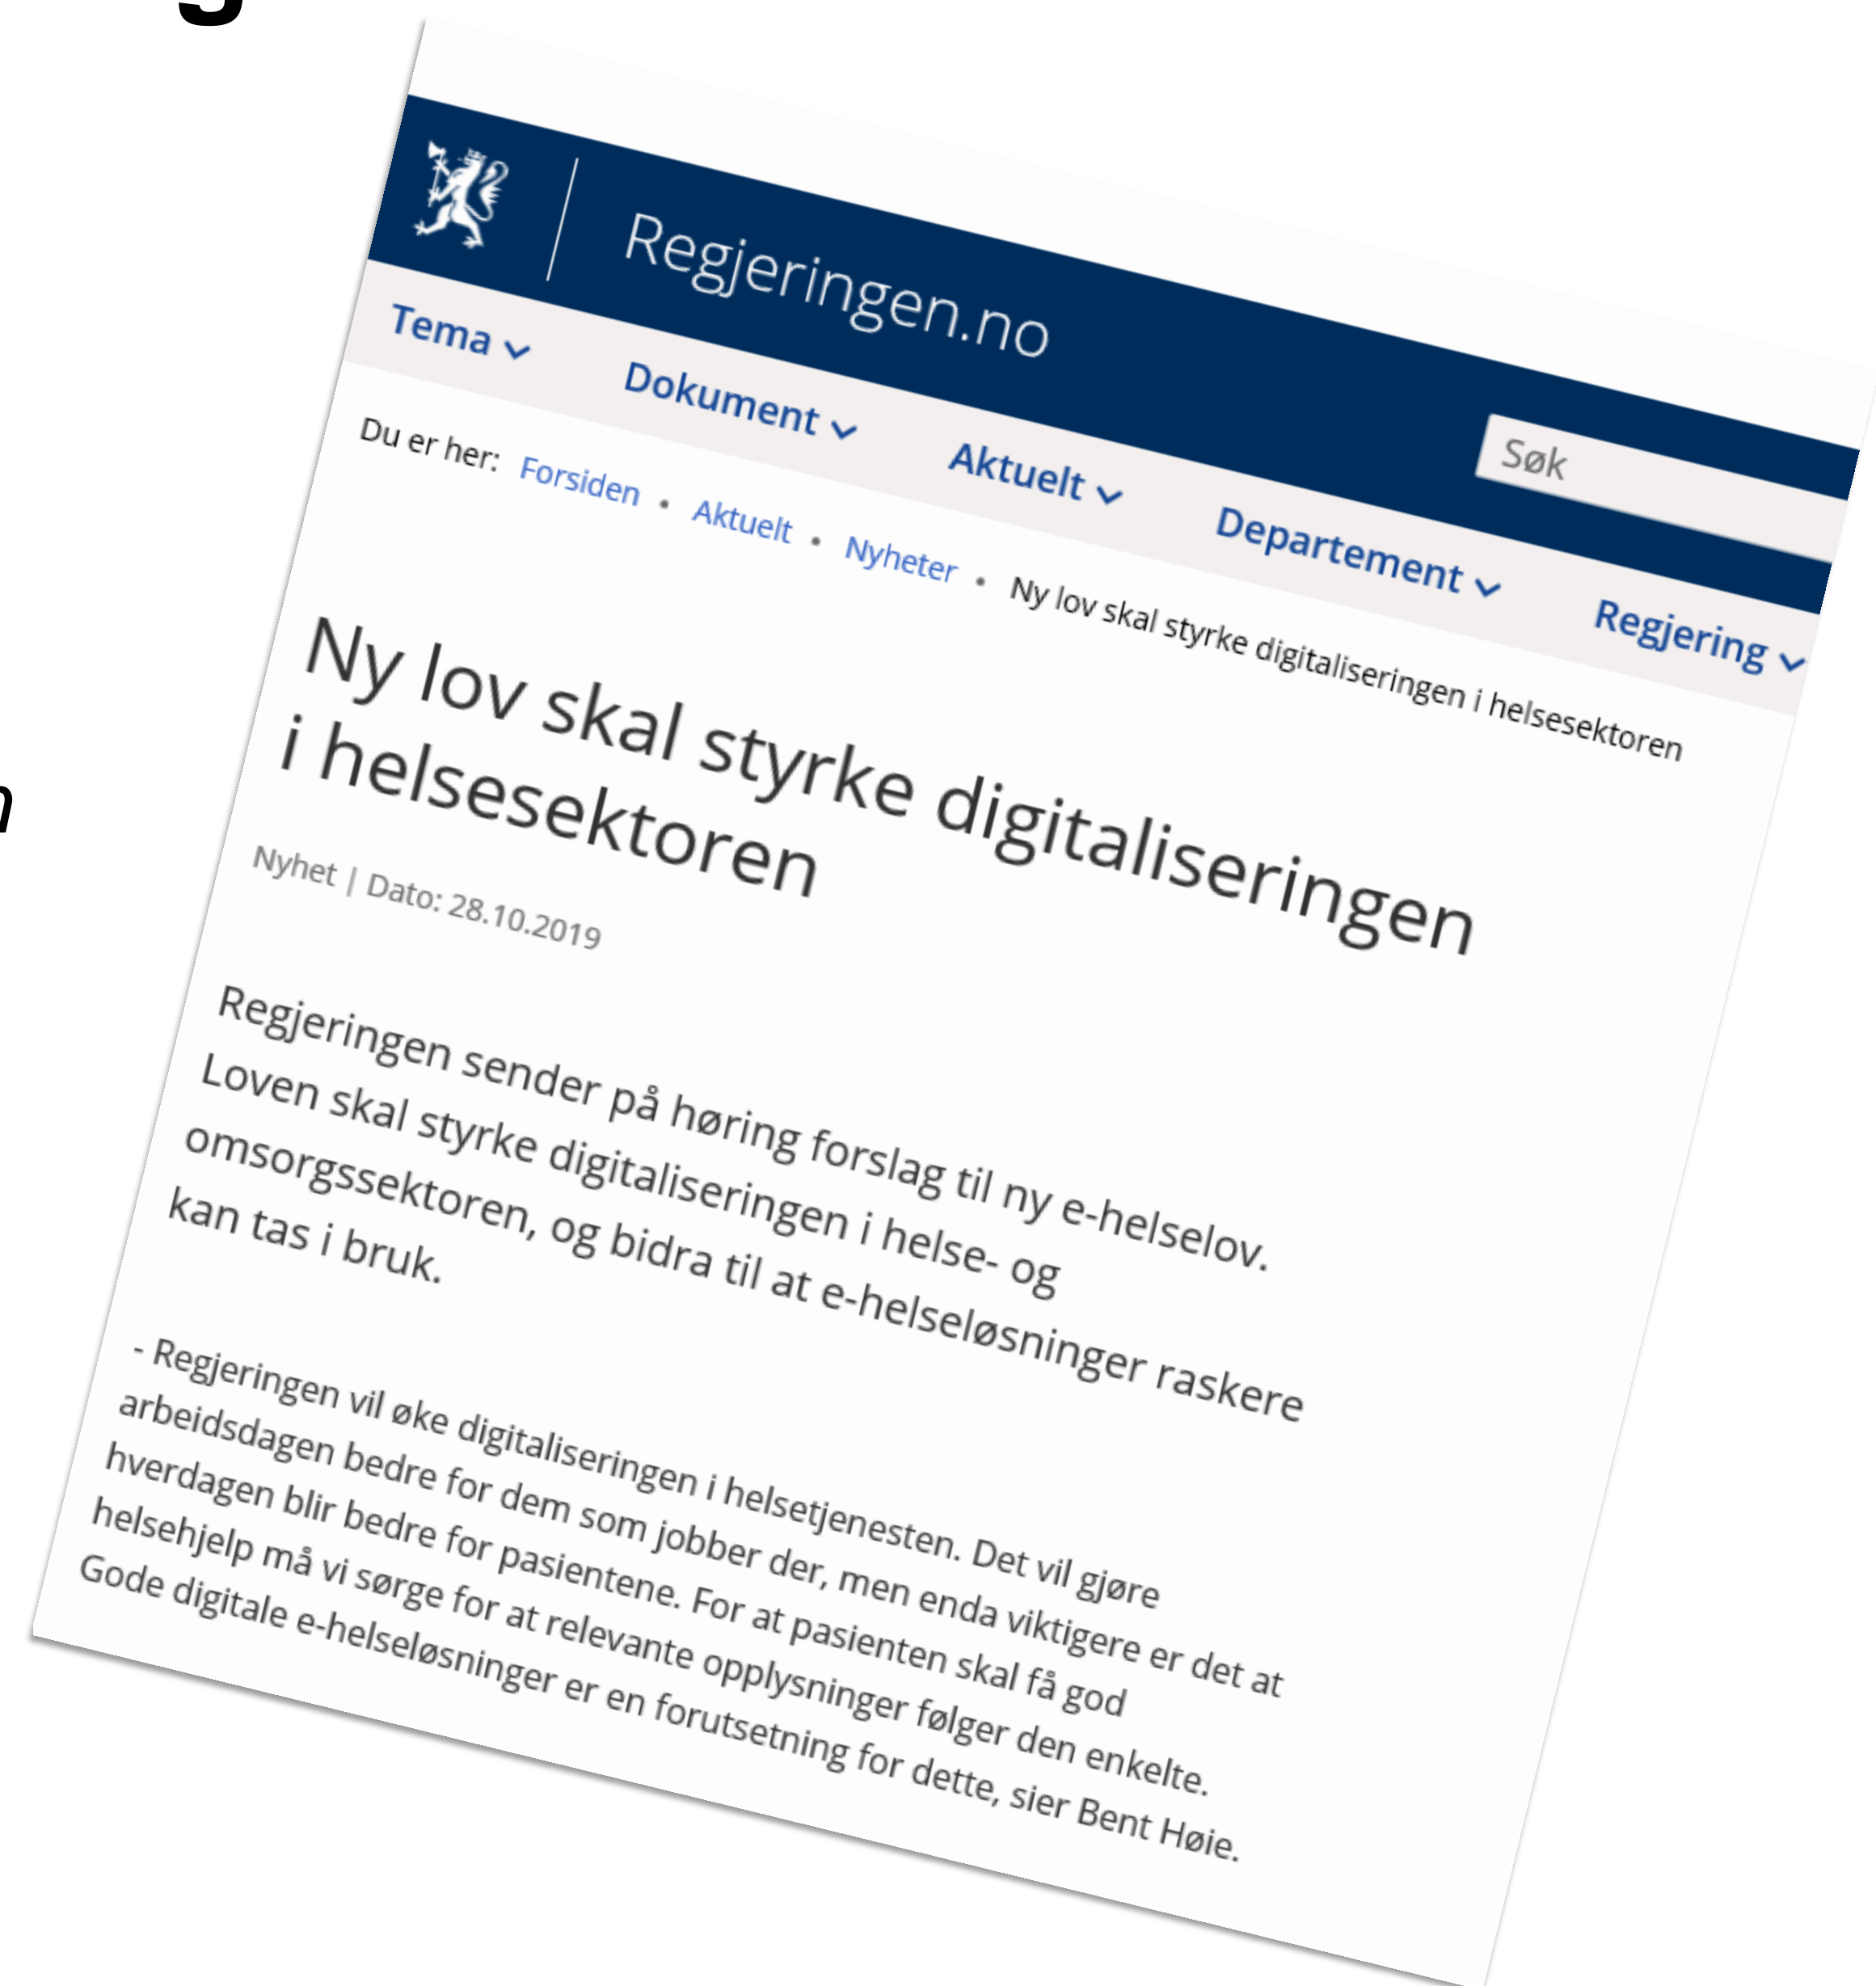 g
n
Regjeringen.no
Søk
Tema
Dokument
Aktuelt
Departement
Regjering
Du er her: Forsiden • Aktuelt • Nyheter • Ny lov skal styrke digitaliseringen i helsesektoren
Ny lov skal styrke digitaliseringen
i helsesektoren
Nyhet | Dato: 28.10.2019
Regjeringen sender på høring forslag til ny e-helselov.
Loven skal styrke digitaliseringen i helse- og
omsorgssektoren, og bidra til at e-helseløsninger raskere
kan tas i bruk.
- Regjeringen vil øke digitaliseringen i helsetjenesten. Det vil gjøre
arbeidsdagen bedre for dem som jobber der, men enda viktigere er det at
hverdagen blir bedre for pasientene. For at pasienten skal få god
helsehjelp må vi sørge for at relevante opplysninger følger den enkelte.
Gode digitale e-helseløsninger er en forutsetning for dette, sier Bent Høie.